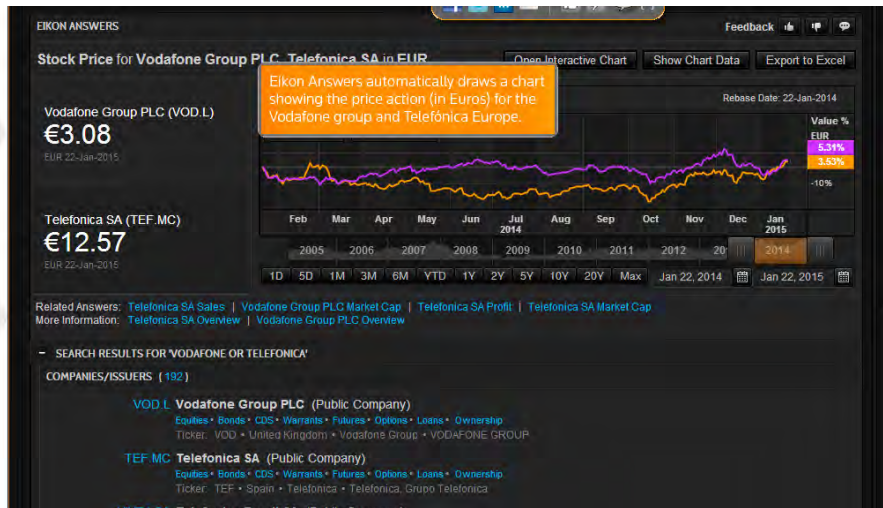 EIKON ANSWERS
Feedback
Stock Price for Vodafone Group PLC, Telefonica SA in EUR
Open Interactive Chart
Show Chart Data
Export to Excel
Eikon Answers automatically draws a chart
showing the price action (in Euros) for the
Vodafone group and Telefónica Europe.
Rebase Date: 22-Jan-2014
Vodafone Group PLC (VOD.L)
€3.08
EUR 22-Jan-2015
Value %
EUR
5.31%
3.53%
-10%
Telefonica SA (TEF.MC)
€12.57
EUR 22-Jan-2015
Feb Mar Apr May Jun Jul Aug Sep Oct Nov Dec Jan
2014 2015
2005 2006 2007 2008 2009 2010 2011 2012 20 2014
1D 5D 1M 3M 6M YTD 1Y 2Y 5Y 10Y 20Y Max Jan 22, 2014 Jan 22, 2015
Related Answers: Telefonica SA Sales | Vodafone Group PLC Market Cap | Telefonica SA Profit | Telefonica SA Market Cap
More Information: Telefonica SA Overview | Vodafone Group PLC Overview
- SEARCH RESULTS FOR 'VODAFONE OR TELEFONICA'
COMPANIES/ISSUERS (192)
VOD.L Vodafone Group PLC (Public Company)
Equities • Bonds • CDS • Warrants • Futures • Options • Loans • Ownership
Ticker: VOD • United Kingdom • Vodafone Group • VODAFONE GROUP
TEF.MC Telefonica SA (Public Company)
Equities • Bonds • CDS • Warrants • Futures • Options • Loans • Ownership
Ticker: TEF • Spain • Telefonica • Telefonica, Grupo Telefonica